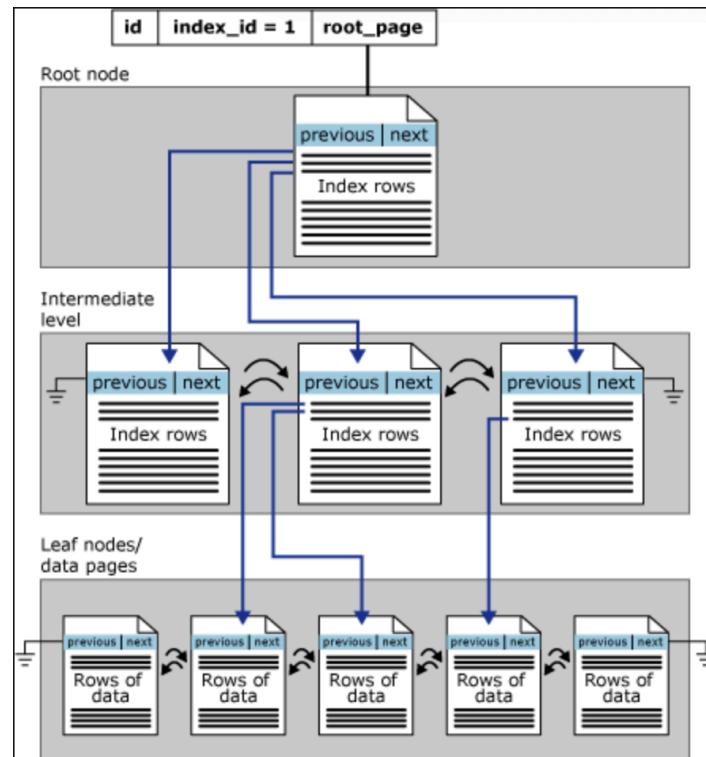 id index_id = 1 root_page
Root node
previous next
Index rows
Intermediate
level
previous next previous next previous next
Index rows Index rows Index rows
Leaf nodes/
data pages
previous next previous next previous next previous next previous next
Rows of Rows of Rows of Rows of Rows of
data data data data data